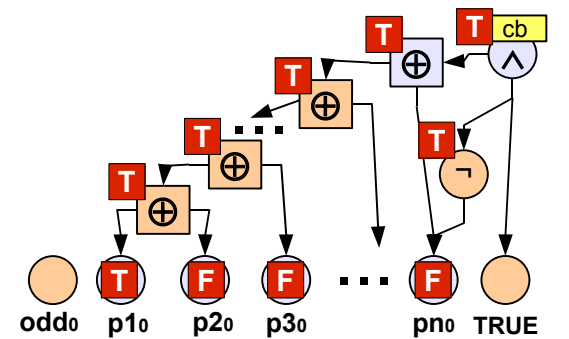 T cb
T ⊕ ∧
T ⊕
T ⊕
T ¬
T ⊕
T F F F
odd0 p10 p20 p30 pn0 TRUE